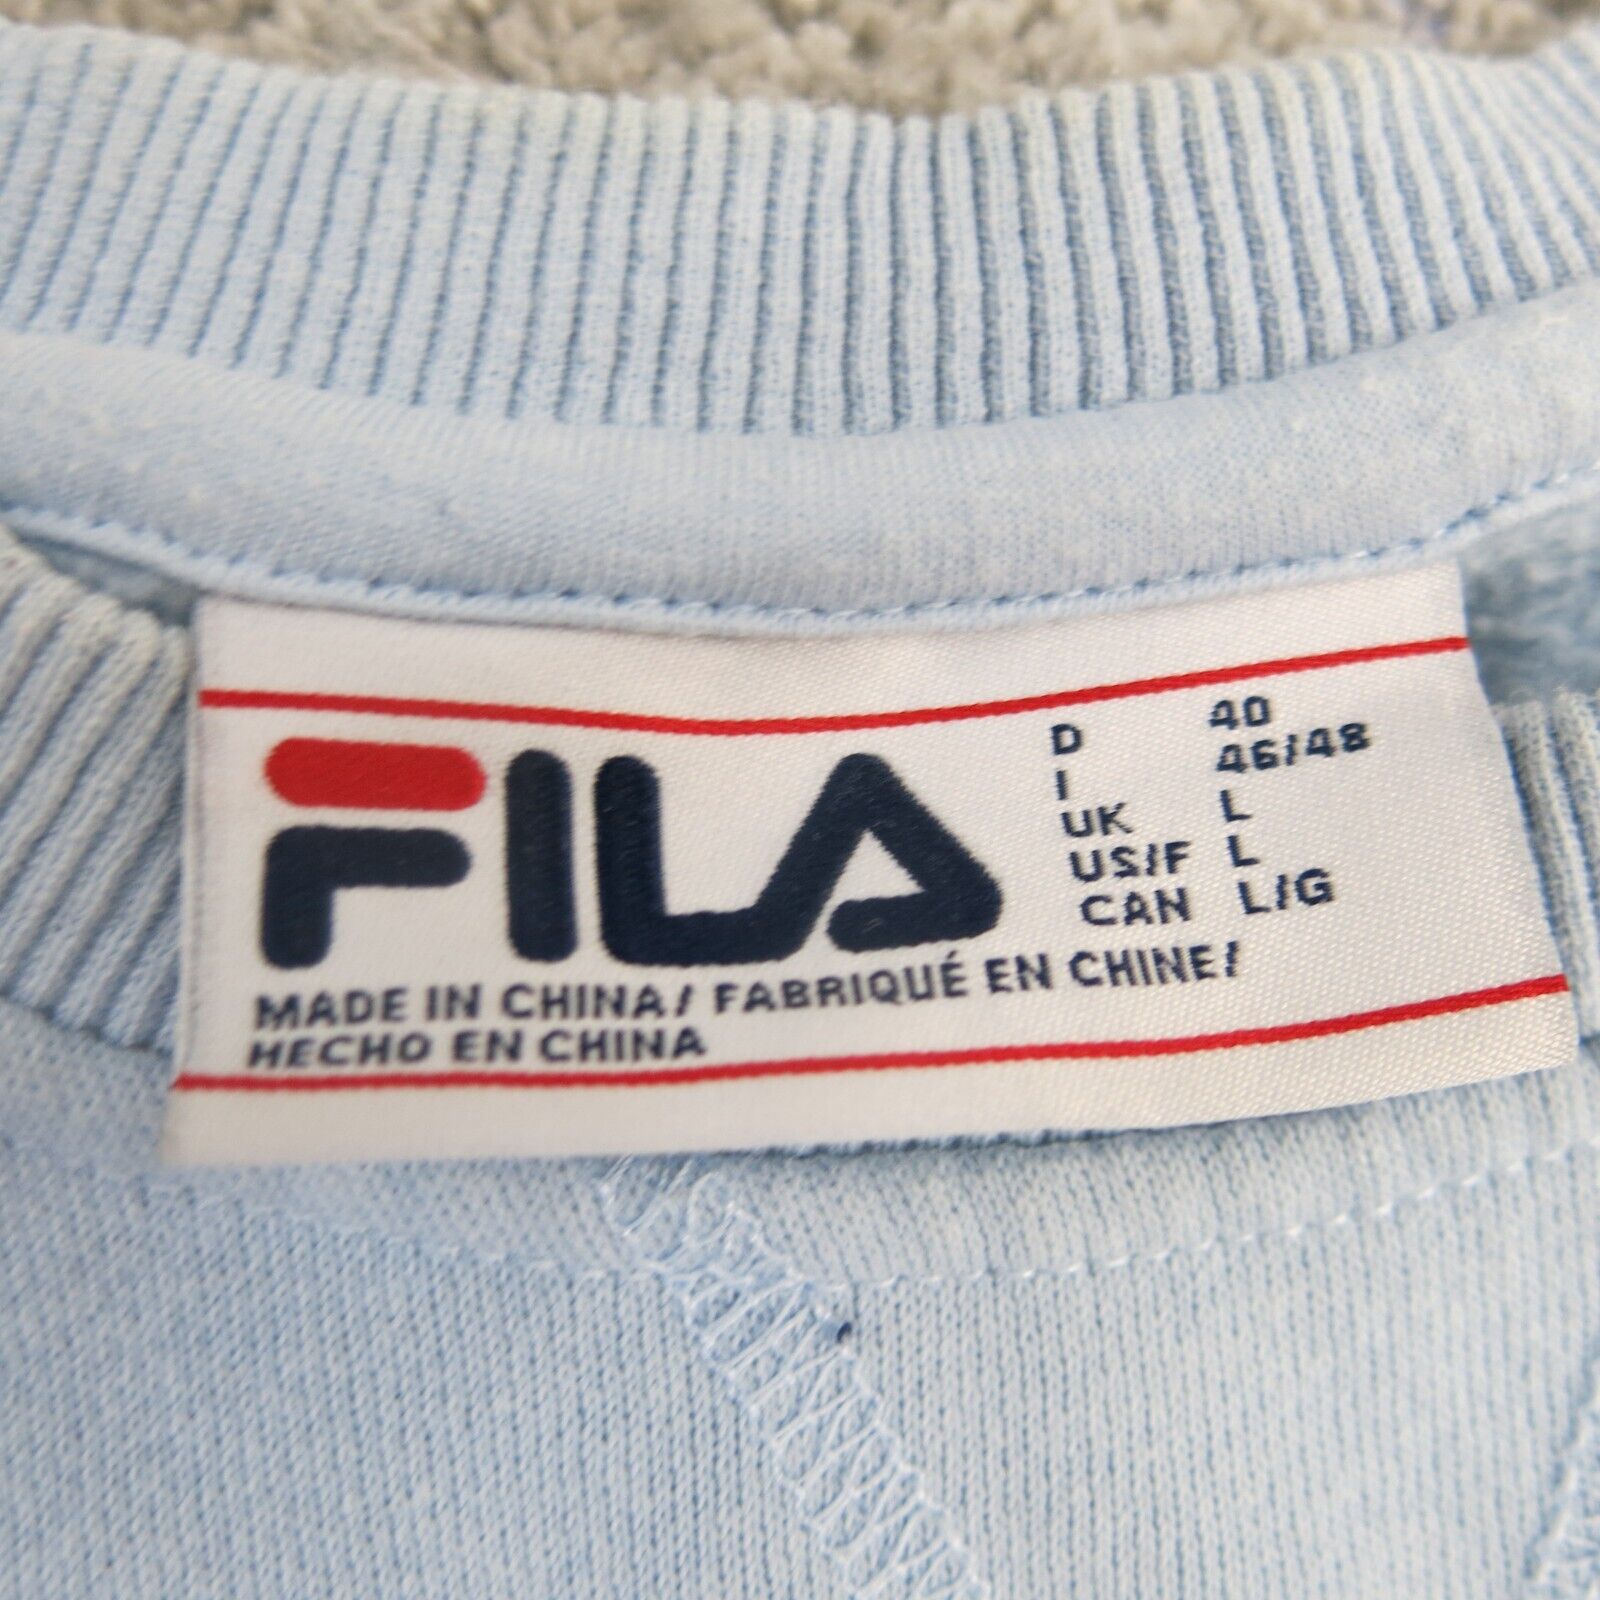 FILA
D 40
I 46/48
UK L
US/F L
CAN L/G
MADE IN CHINA/ FABRIQUÉ EN CHINE/
HECHO EN CHINA